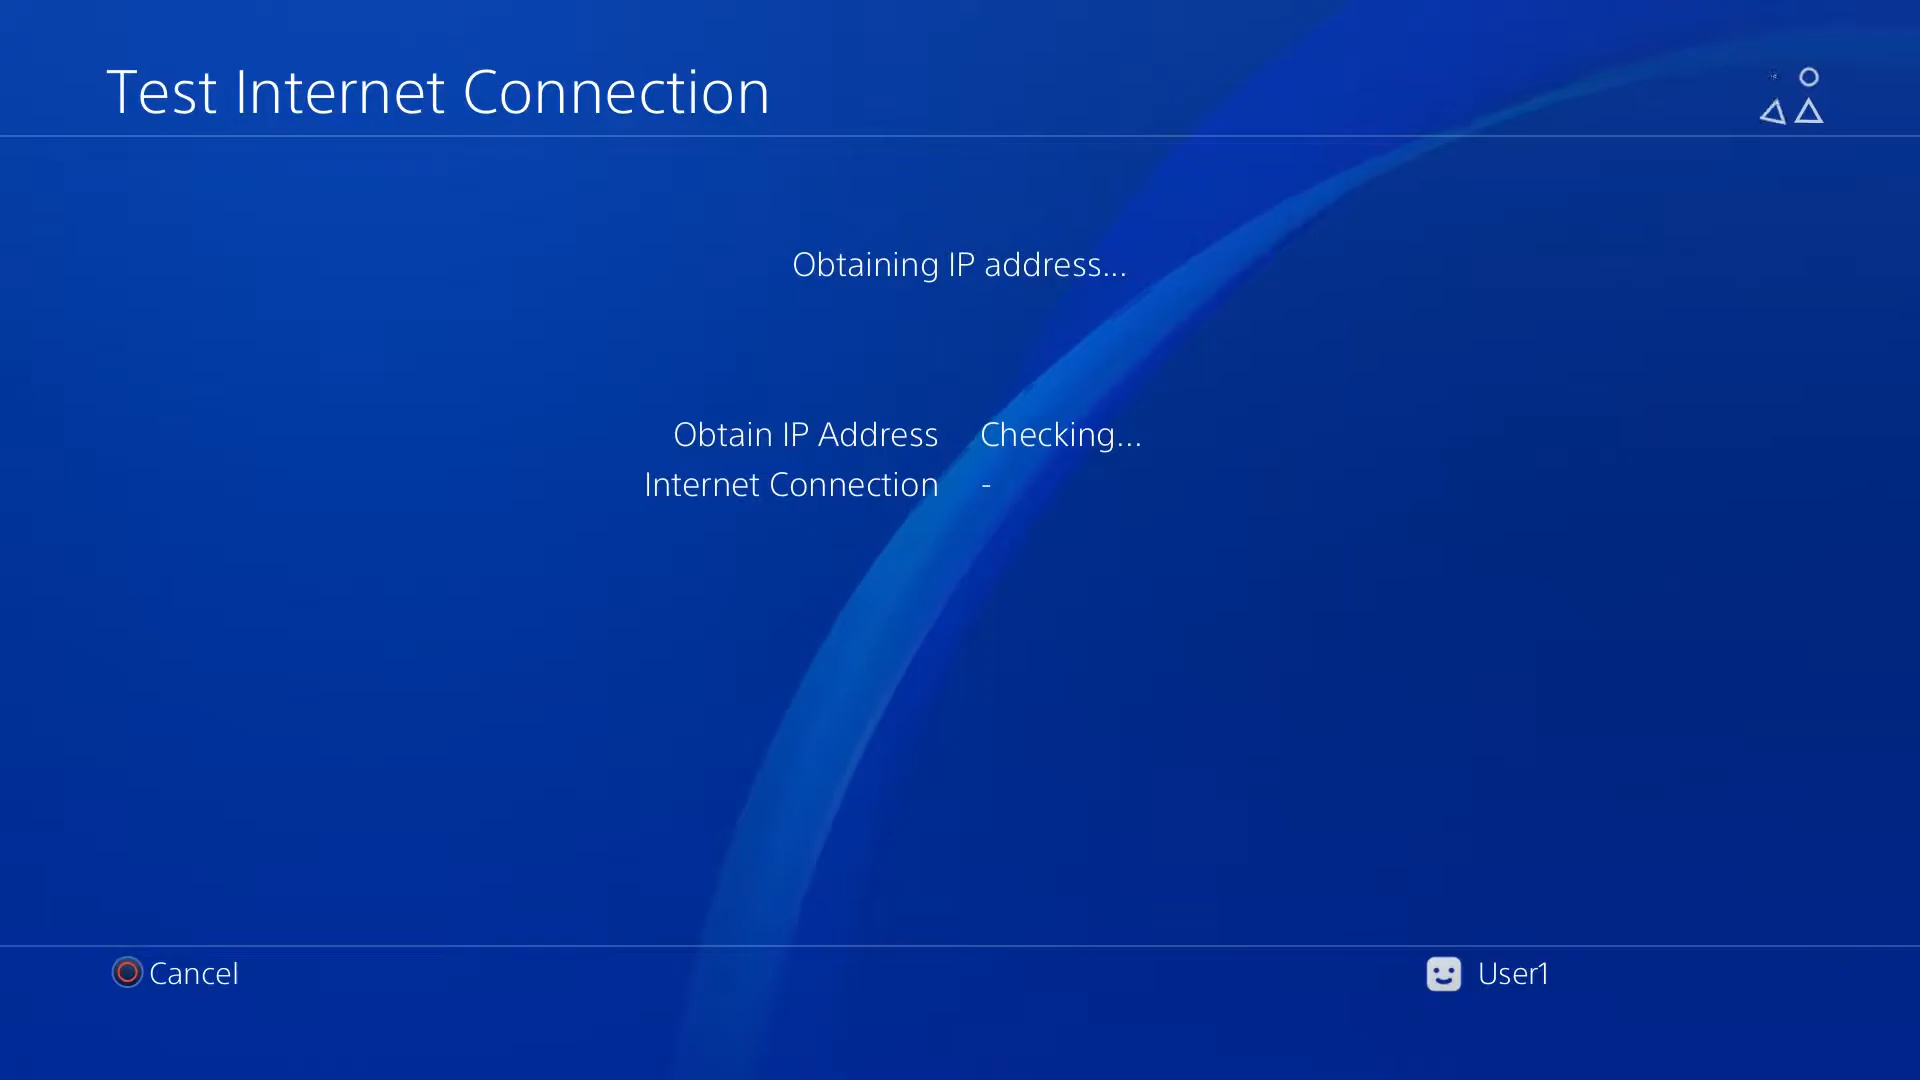 Test Internet Connection
Obtaining IP address...
Obtain IP Address Checking...
Internet Connection -
Cancel
User1